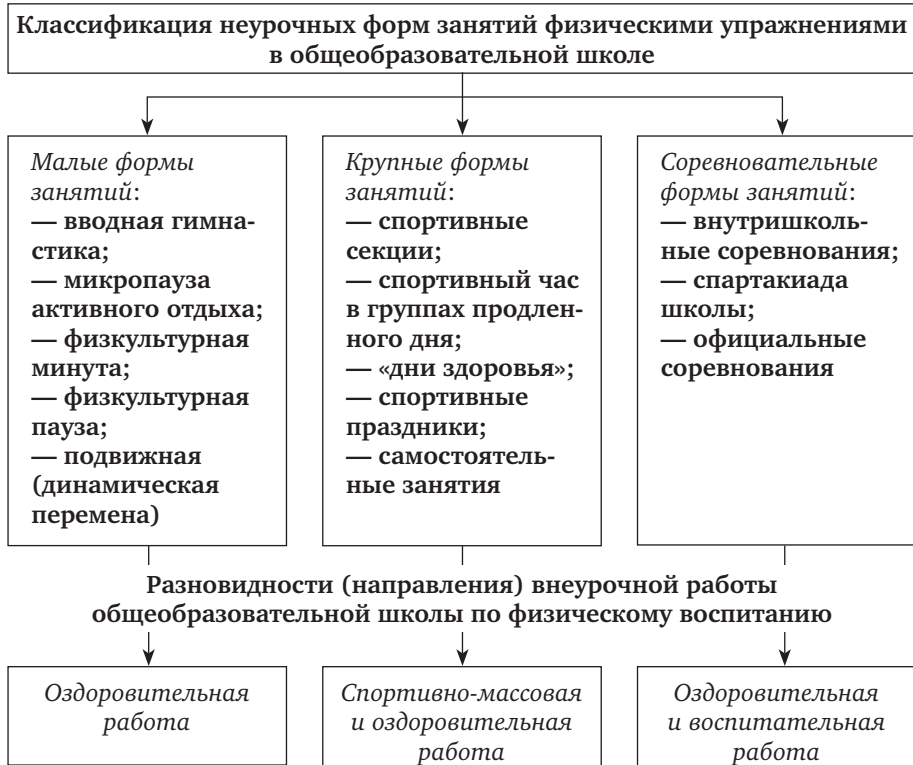 Классификация неурочных форм занятий физическими упражнениями
в общеобразовательной школе
Малые формы
занятий:
— вводная гимна-
стика;
— микропауза
активного отдыха;
— физкультурная
минута;
— физкультурная
пауза;
— подвижная
(динамическая
перемена)
Крупные формы
занятий:
— спортивные
секции;
— спортивный час
в группах продлен-
ного дня;
— «дни здоровья»;
— спортивные
праздники;
— самостоятель-
ные занятия
Соревновательные
формы занятий:
— внутришколь-
ные соревнования;
— спартакиада
школы;
— официальные
соревнования
Разновидности (направления) внеурочной работы
общеобразовательной школы по физическому воспитанию
Оздоровительная
работа
Спортивно-массовая
и оздоровительная
работа
Оздоровительная
и воспитательная
работа